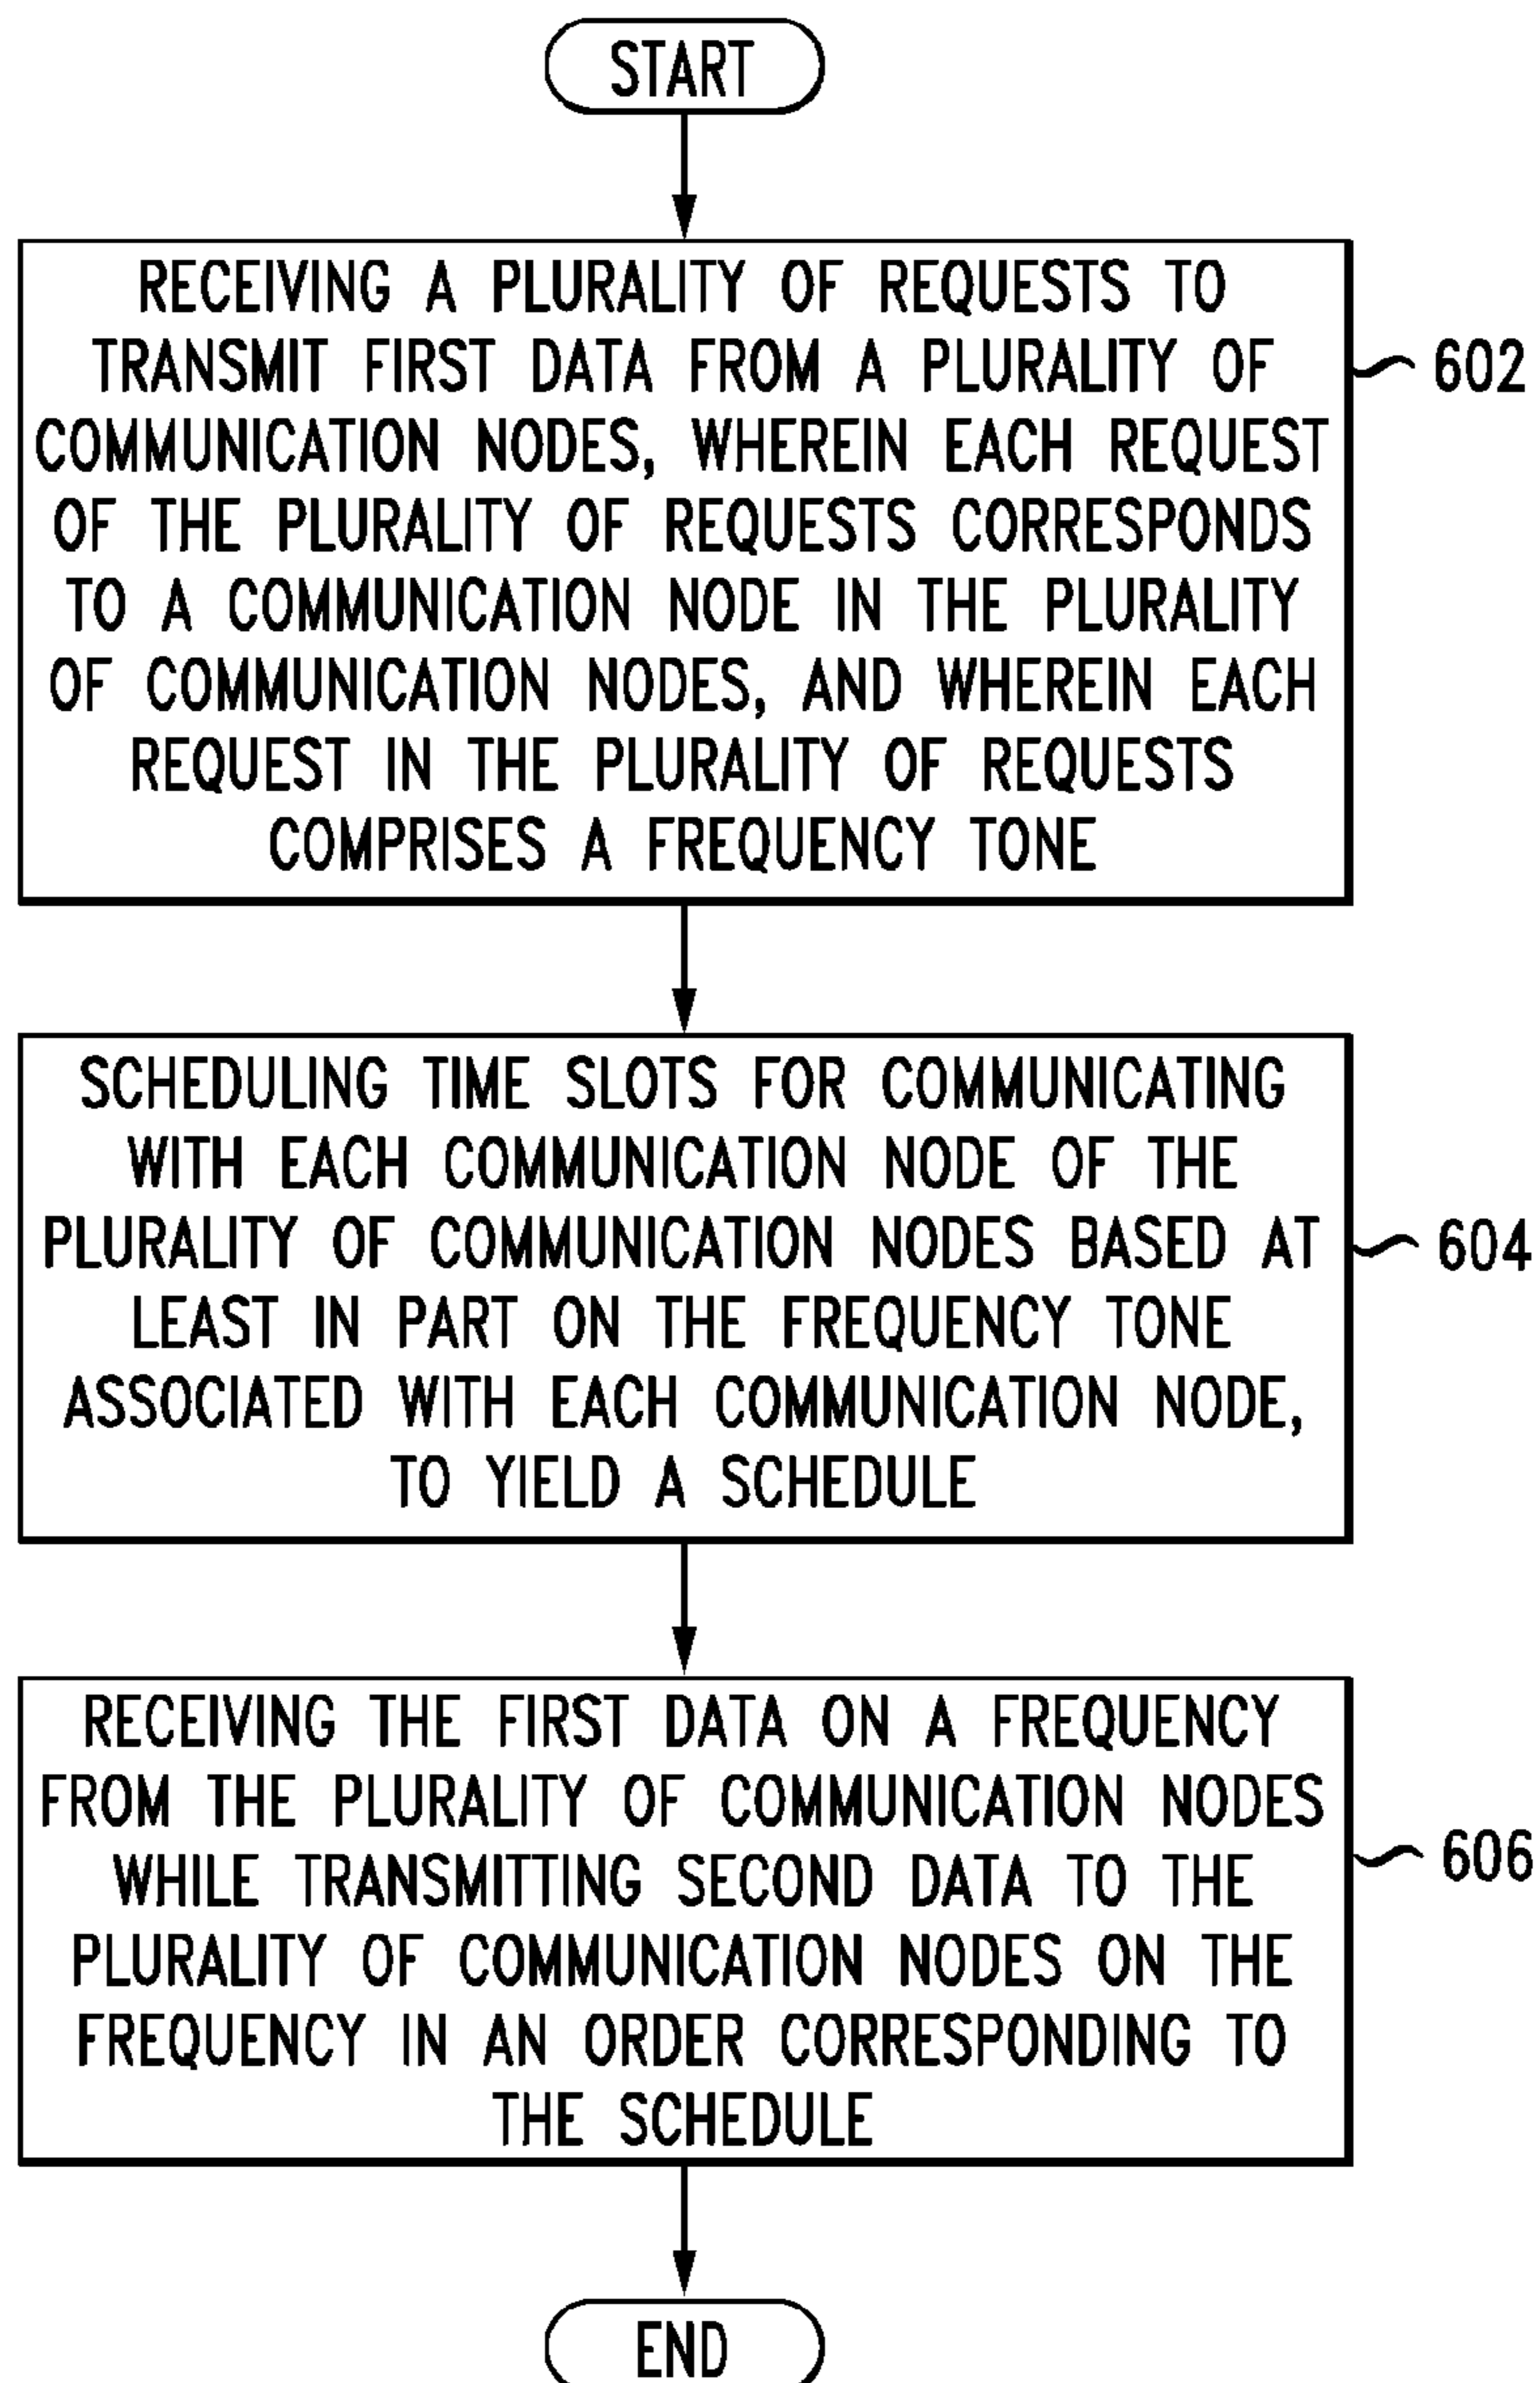 START
RECEIVING A PLURALITY OF REQUESTS TO
TRANSMIT FIRST DATA FROM A PLURALITY OF
COMMUNICATION NODES, WHEREIN EACH REQUEST
OF THE PLURALITY OF REQUESTS CORRESPONDS
TO A COMMUNICATION NODE IN THE PLURALITY
OF COMMUNICATION NODES, AND WHEREIN EACH
REQUEST IN THE PLURALITY OF REQUESTS
COMPRISES A FREQUENCY TONE
602
SCHEDULING TIME SLOTS FOR COMMUNICATING
WITH EACH COMMUNICATION NODE OF THE
PLURALITY OF COMMUNICATION NODES BASED AT
LEAST IN PART ON THE FREQUENCY TONE
ASSOCIATED WITH EACH COMMUNICATION NODE,
TO YIELD A SCHEDULE
604
RECEIVING THE FIRST DATA ON A FREQUENCY
FROM THE PLURALITY OF COMMUNICATION NODES
WHILE TRANSMITTING SECOND DATA TO THE
PLURALITY OF COMMUNICATION NODES ON THE
FREQUENCY IN AN ORDER CORRESPONDING TO
THE SCHEDULE
606
END